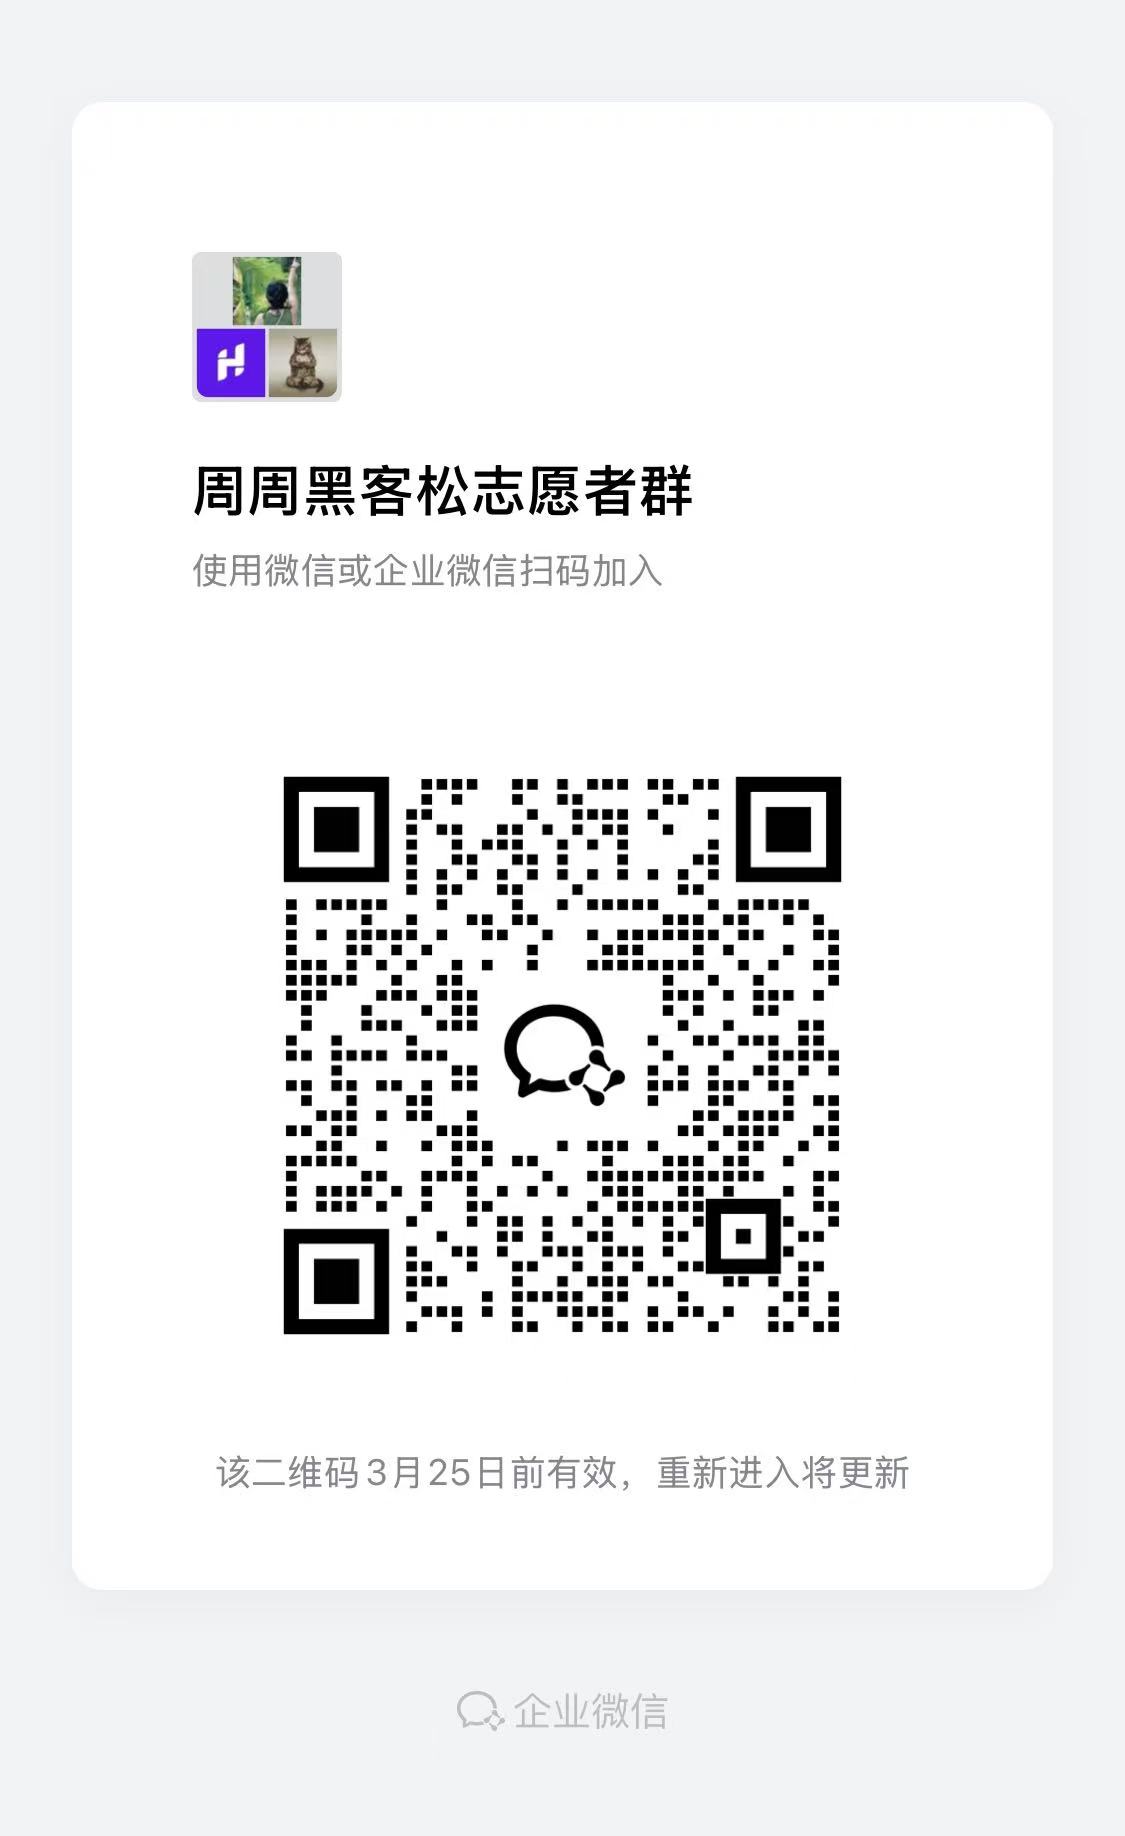 周周黑客松志愿者群
使用微信或企业微信扫码加入
该二维码3月25日前有效，重新进入将更新
企业微信